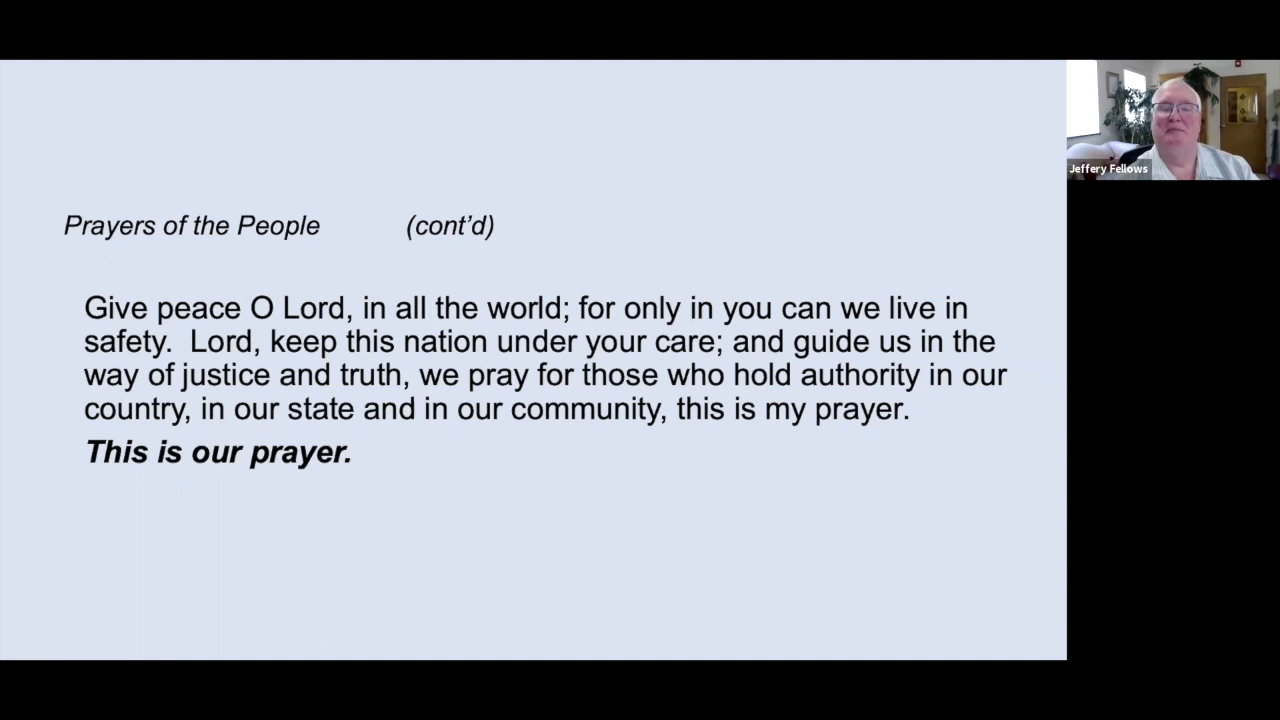 Prayers of the People (cont’d)
Give peace O Lord, in all the world; for only in you can we live in
safety. Lord, keep this nation under your care; and guide us in the
way of justice and truth, we pray for those who hold authority in our
country, in our state and in our community, this is my prayer.
This is our prayer.
Jeffery Fellows